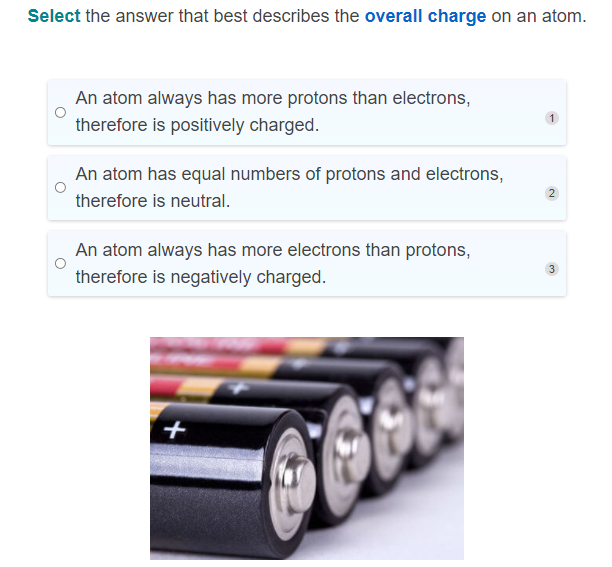 Select the answer that best describes the overall charge on an atom.
An atom always has more protons than electrons,
therefore is positively charged.
1
An atom has equal numbers of protons and electrons,
therefore is neutral.
2
An atom always has more electrons than protons,
therefore is negatively charged.
3
+
+